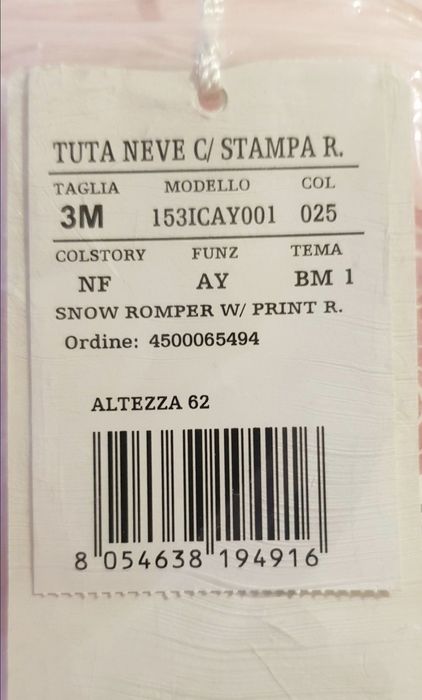 TUTA NEVE C/ STAMPA R.
TAGLIA MODELLO COL
3M 153ICAY001 025
COLSTORY FUNZ TEMA
NF AY BM 1
SNOW ROMPER W/ PRINT R.
Ordine: 4500065494
ALTEZZA 62
8 054638 194916